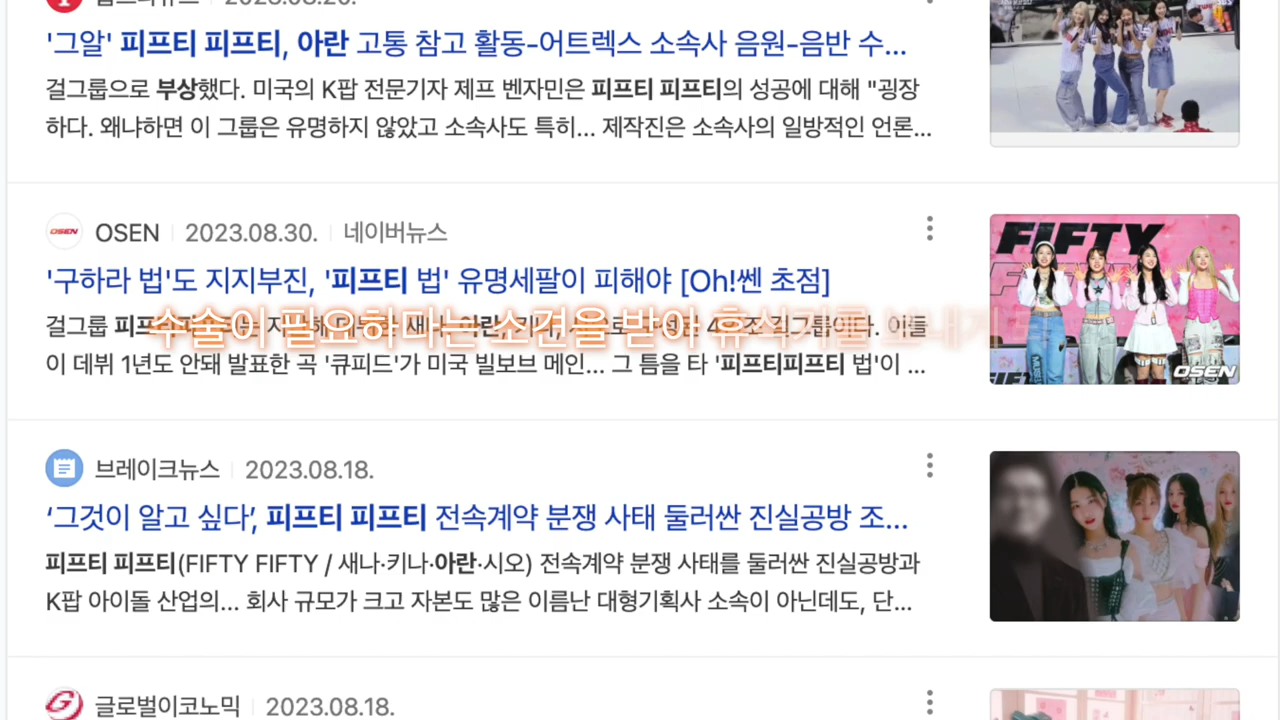 2023.08.20.
'그알' 피프티 피프티, 아란 고통 참고 활동-어트렉스 소속사 음원-음반 수...
걸그룹으로 부상했다. 미국의 K팝 전문기자 제프 벤자민은 피프티 피프티의 성공에 대해 "굉장
하다. 왜냐하면 이 그룹은 유명하지 않았고 소속사도 특히... 제작진은 소속사의 일방적인 언론...
OSEN 2023.08.30. 네이버뉴스
'구하라 법'도 지지부진, '피프티 법' 유명세팔이 피해야 [Oh!쎈 초점]
수술이 필요하다는 소견을 받아 휴식기를 보내기
걸그룹 4 걸그룹이다. 이들
이 데뷔 1년도 안돼 발표한 곡 '큐피드'가 미국 빌보브 메인... 그 틈을 타 '피프티피프티 법'이 ...
FIFTY
OSEN
브레이크뉴스 2023.08.18.
‘그것이 알고 싶다’, 피프티 피프티 전속계약 분쟁 사태 둘러싼 진실공방 조...
피프티 피프티(FIFTY FIFTY / 새나·키나·아란·시오) 전속계약 분쟁 사태를 둘러싼 진실공방과
K팝 아이돌 산업의... 회사 규모가 크고 자본도 많은 이름난 대형기획사 소속이 아닌데도, 단...
글로벌이코노믹 2023.08.18.